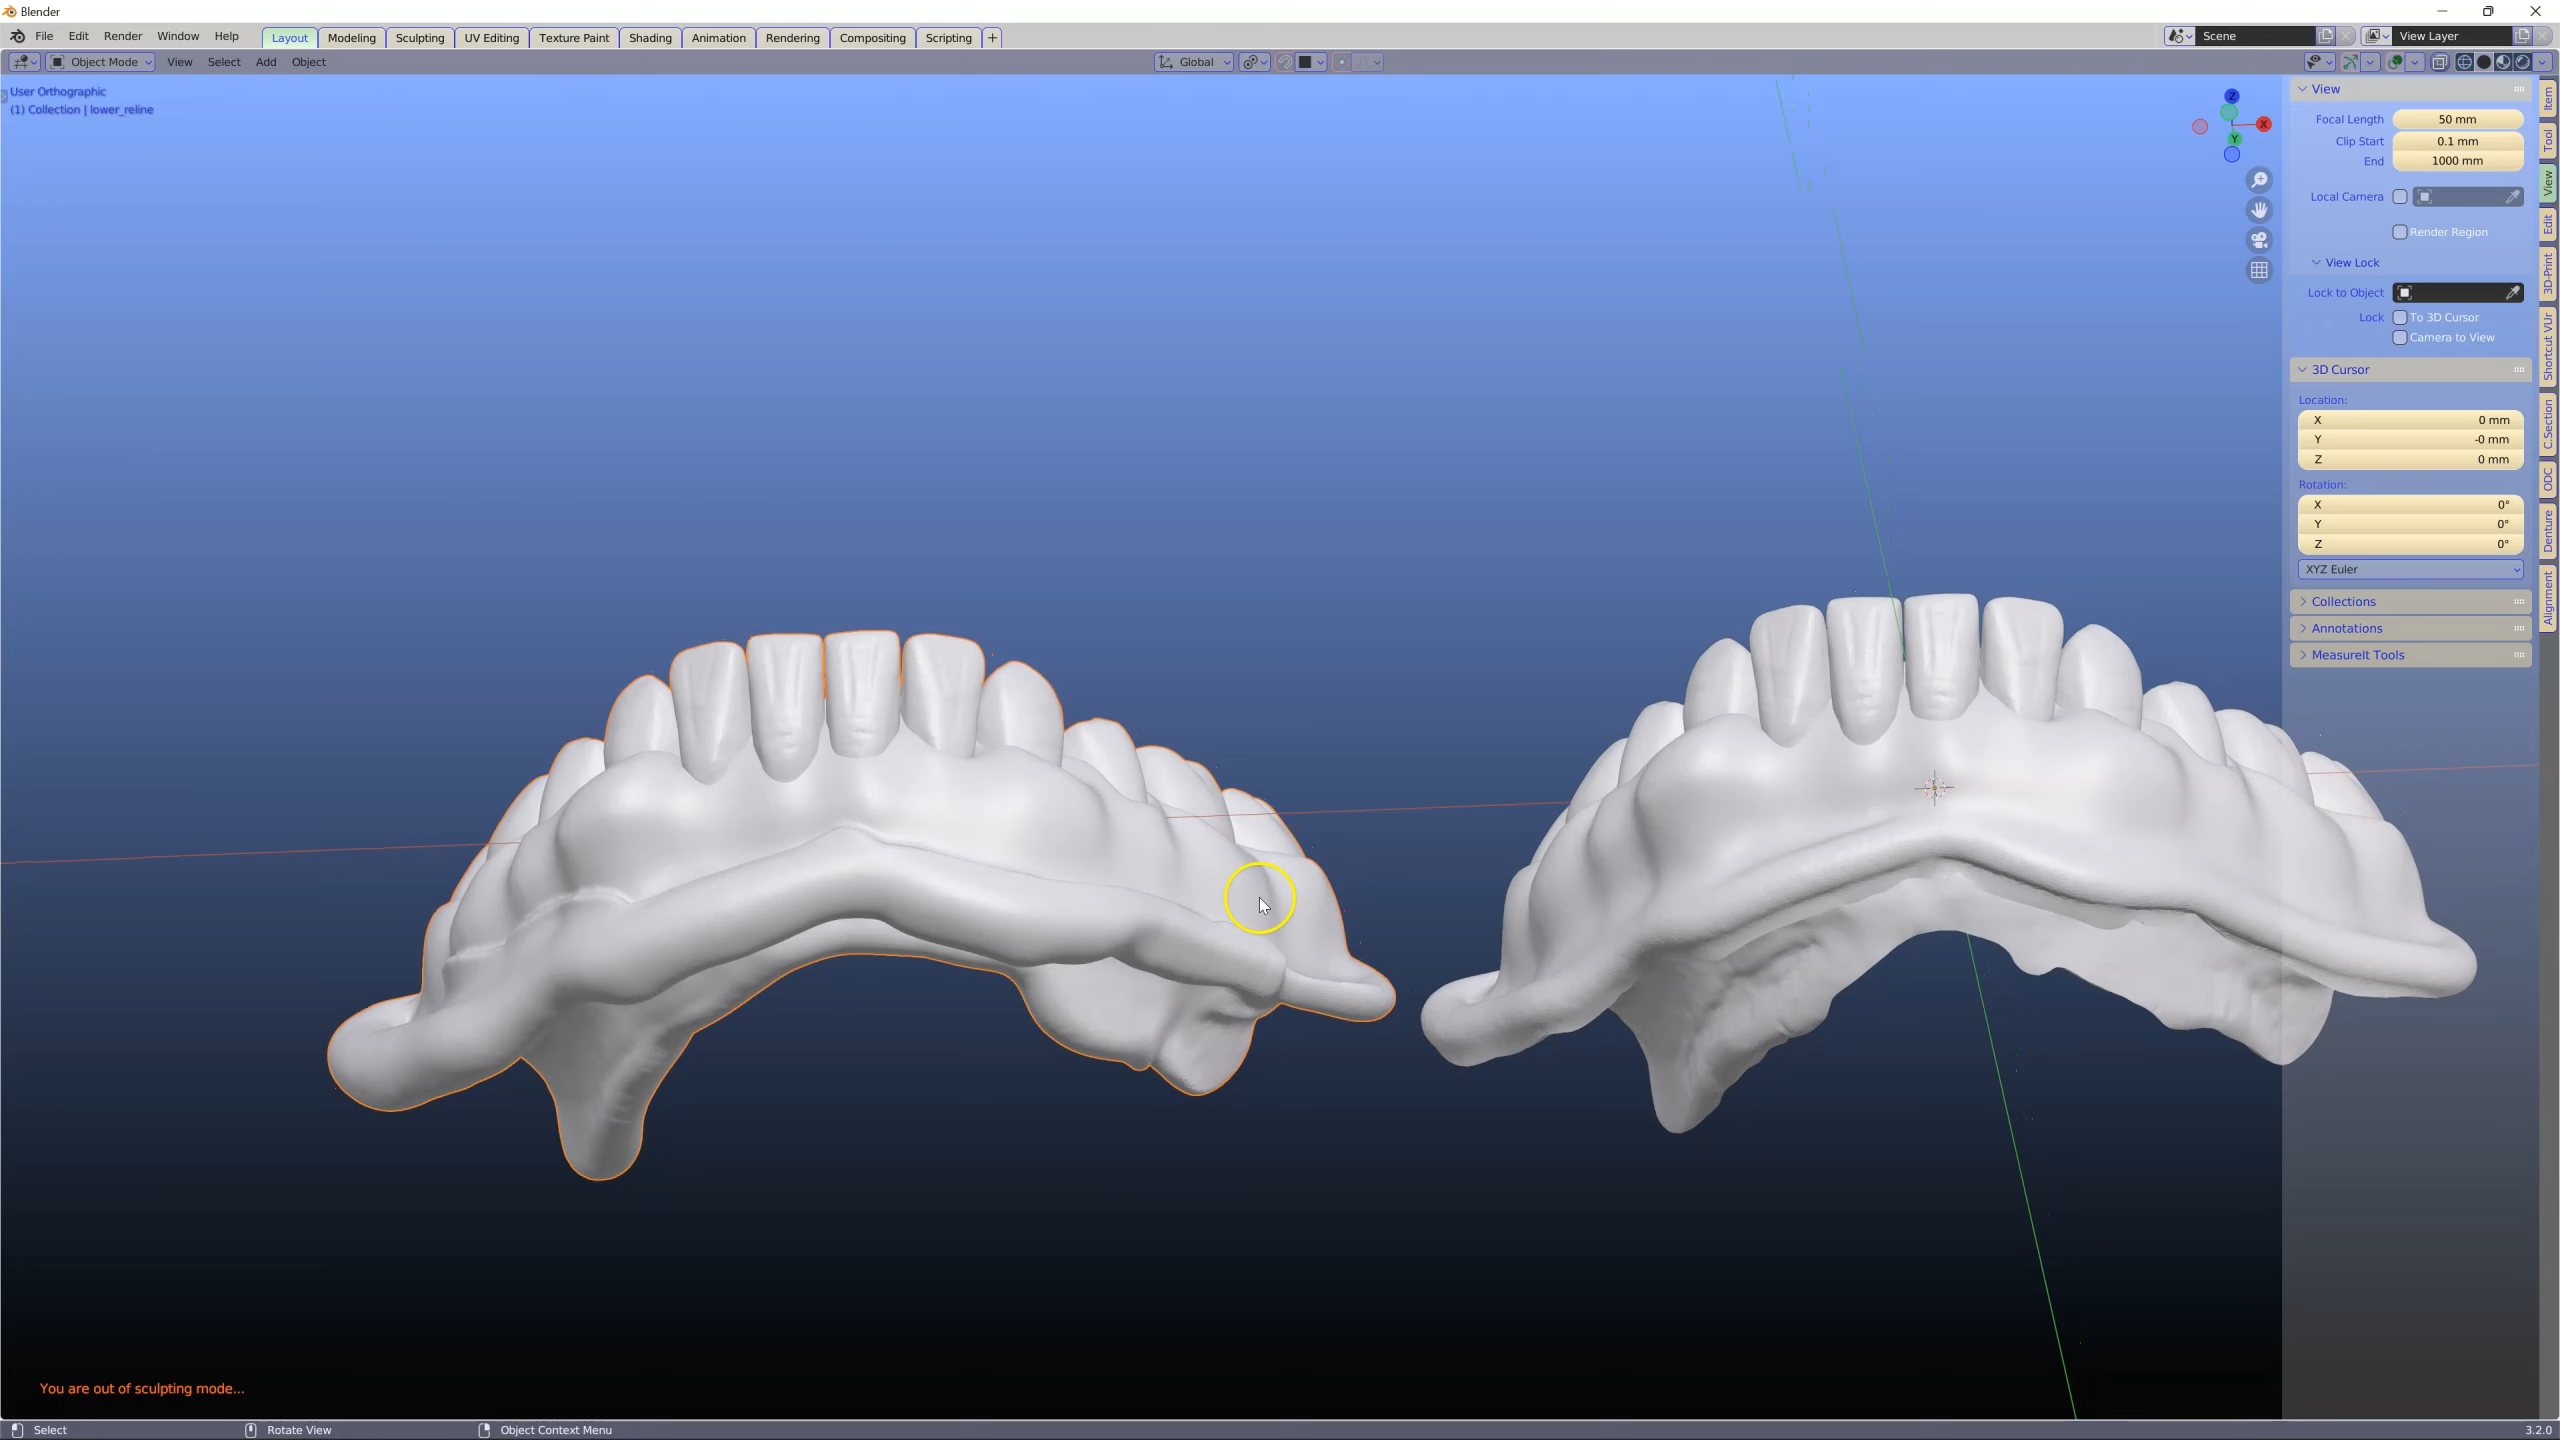 Blender
File Edit Render Window Help Layout Modeling Sculpting UV Editing Texture Paint Shading Animation Rendering Compositing Scripting + Scene View Layer
Object Mode View Select Add Object Global
User Orthographic
(1) Collection | lower_reline
Z
X
Y
View
Focal Length 50 mm
Clip Start 0.1 mm
End 1000 mm
Local Camera
Render Region
View Lock
Lock to Object
Lock To 3D Cursor
Camera to View
3D Cursor
Location:
X 0 mm
Y -0 mm
Z 0 mm
Rotation:
X 0°
Y 0°
Z 0°
XYZ Euler
Collections
Annotations
MeasureIt Tools
Item
Tool
View
Edit
3D-Print
Shortcut VUr
C.Section
ODC
Denture
Alignment
You are out of sculpting mode...
Select Rotate View Object Context Menu 3.2.0